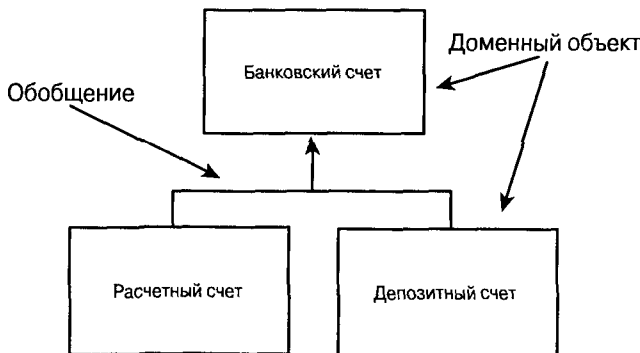 Доменный объект
Банковский счет
Обобщение
Расчетный счет
Депозитный счет